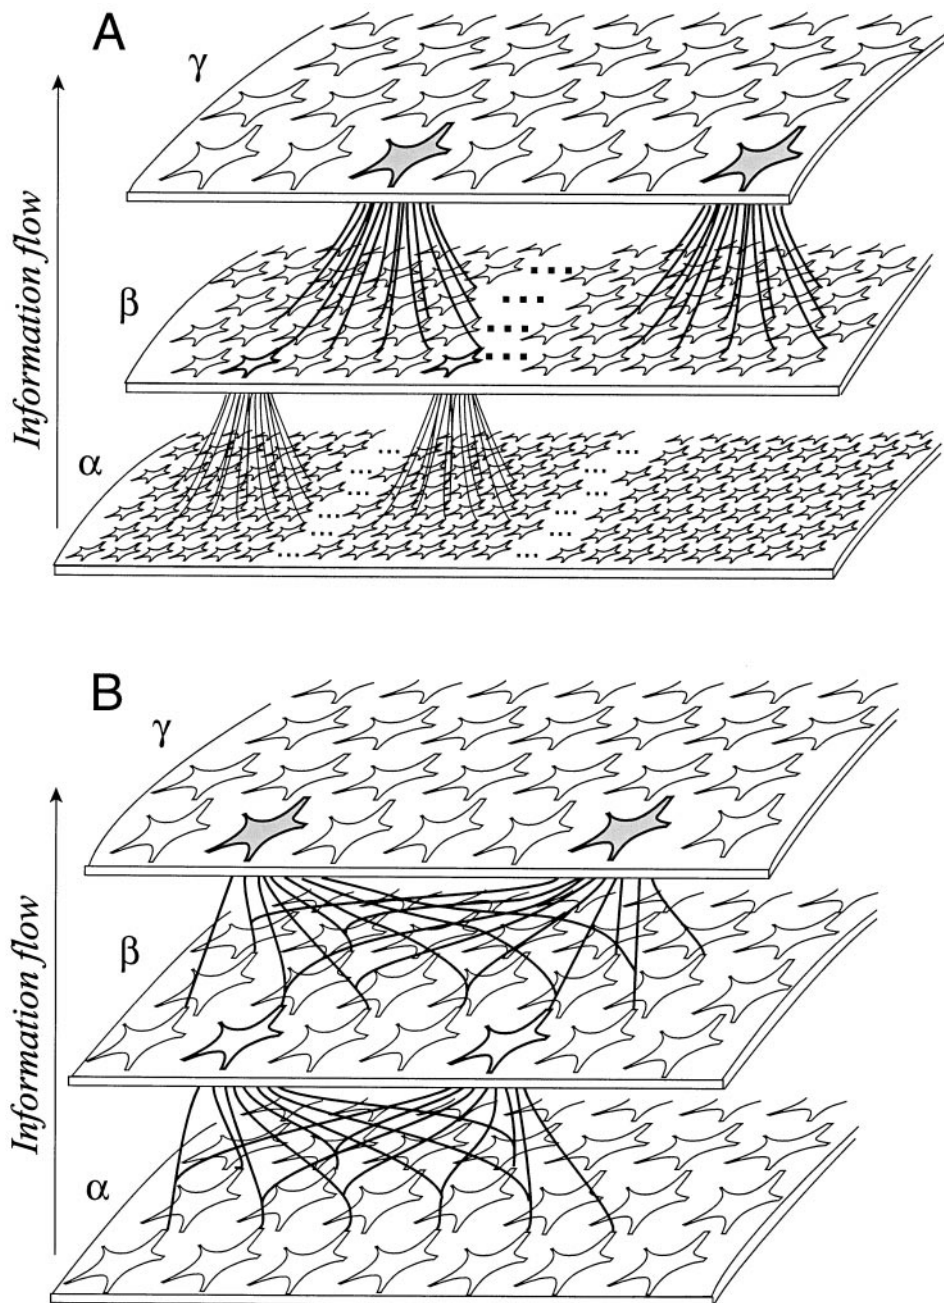 A
γ
β
α
Information flow
B
γ
β
α
Information flow